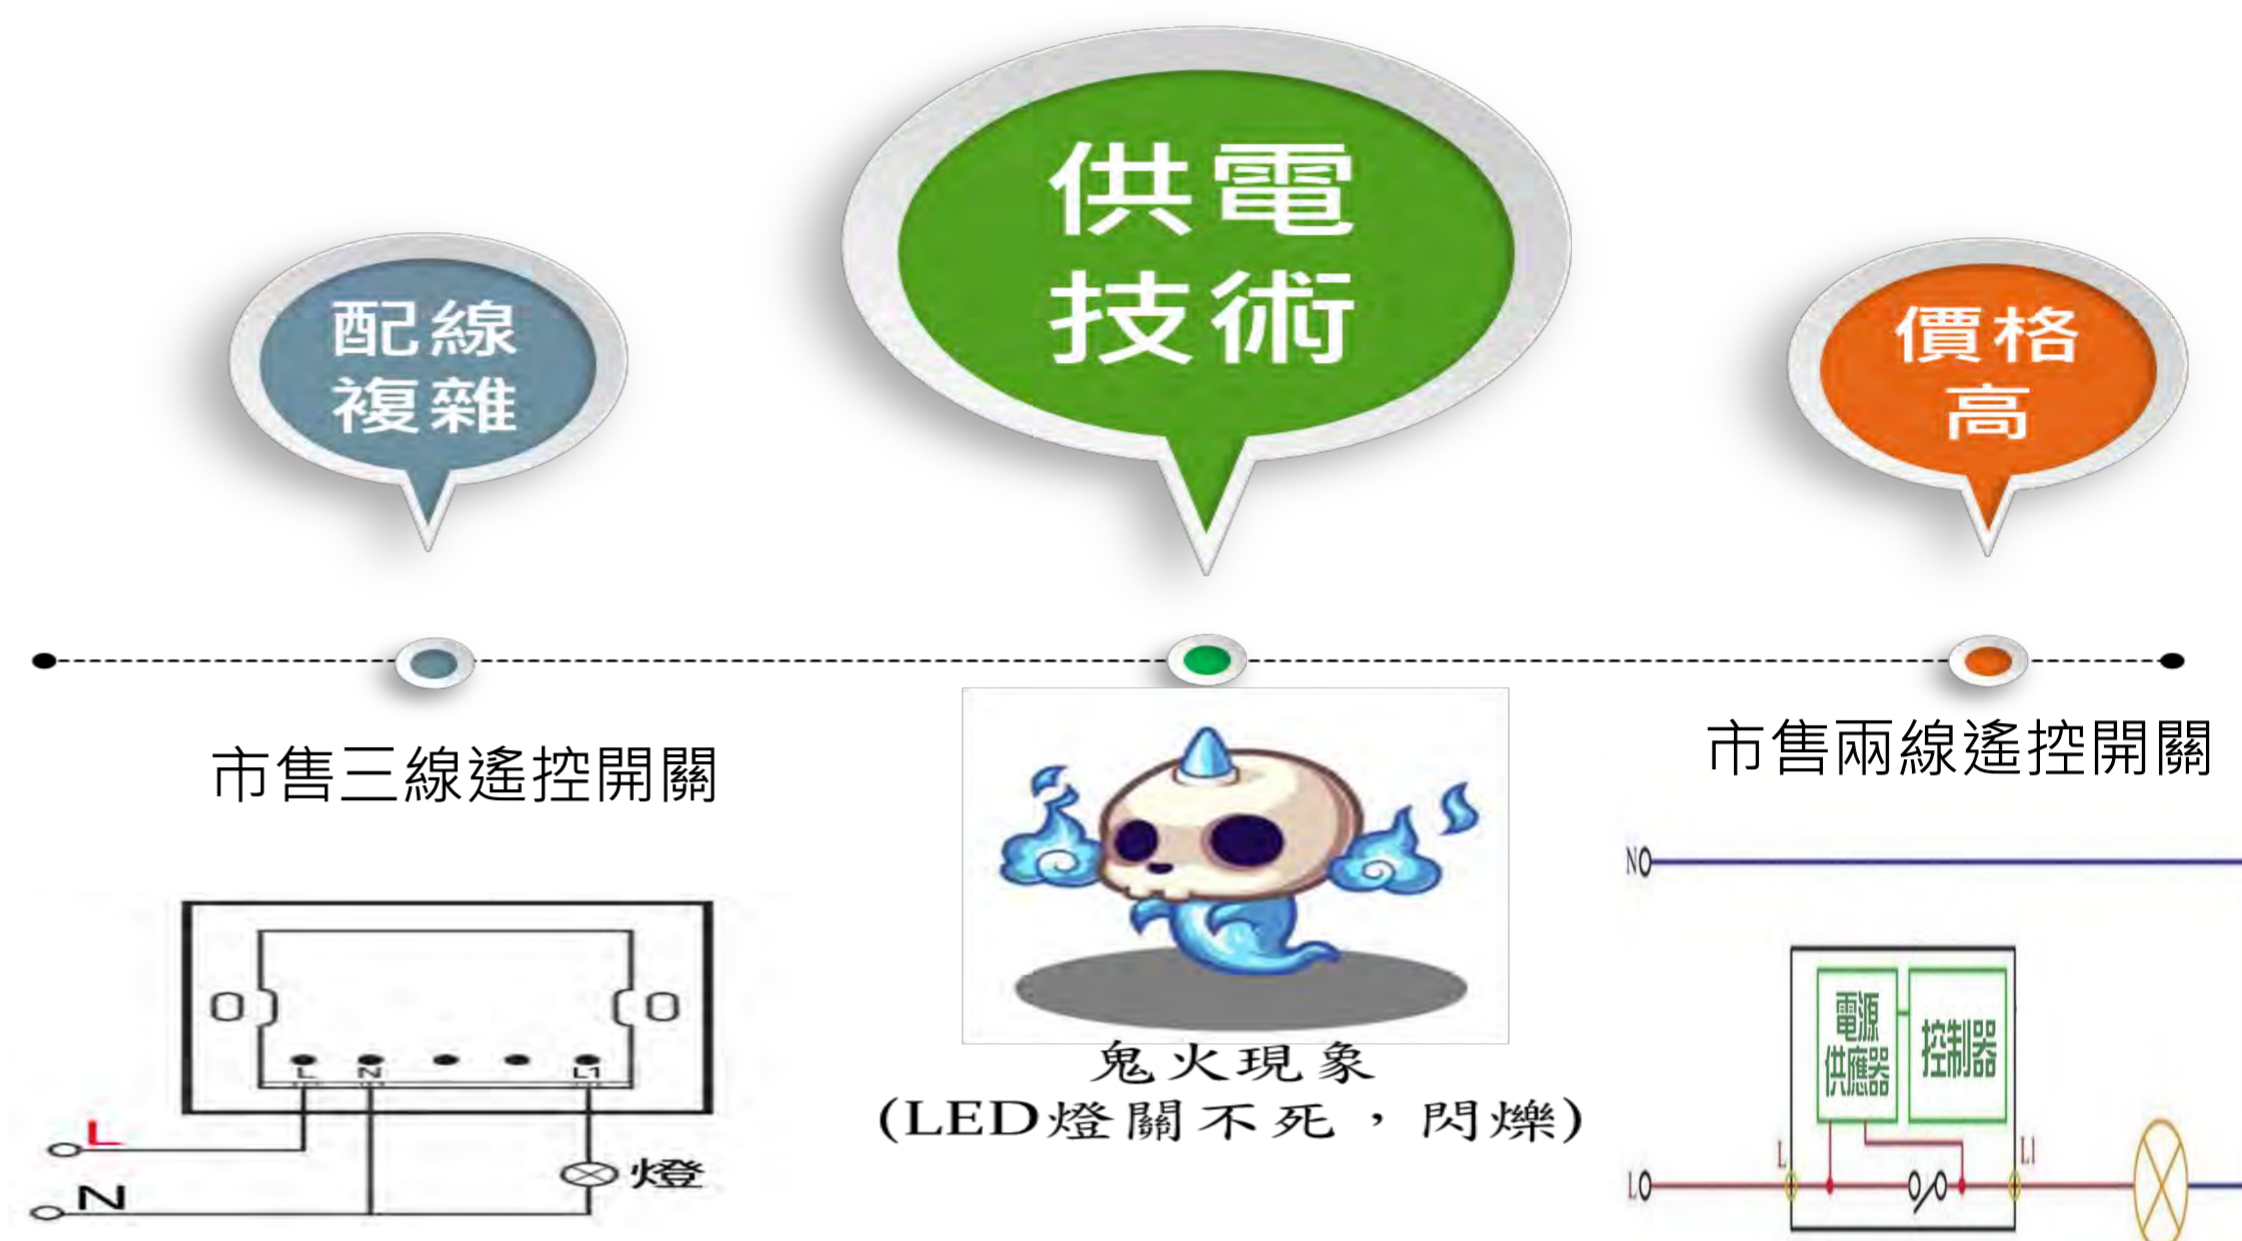 配線
複雜
供電
技術
價格
高
市售三線遙控開關
市售兩線遙控開關
L
N
L1
L
N
燈
鬼火現象
(LED燈關不死，閃爍)
NO
電源
供應器
控制器
L
L1
LO